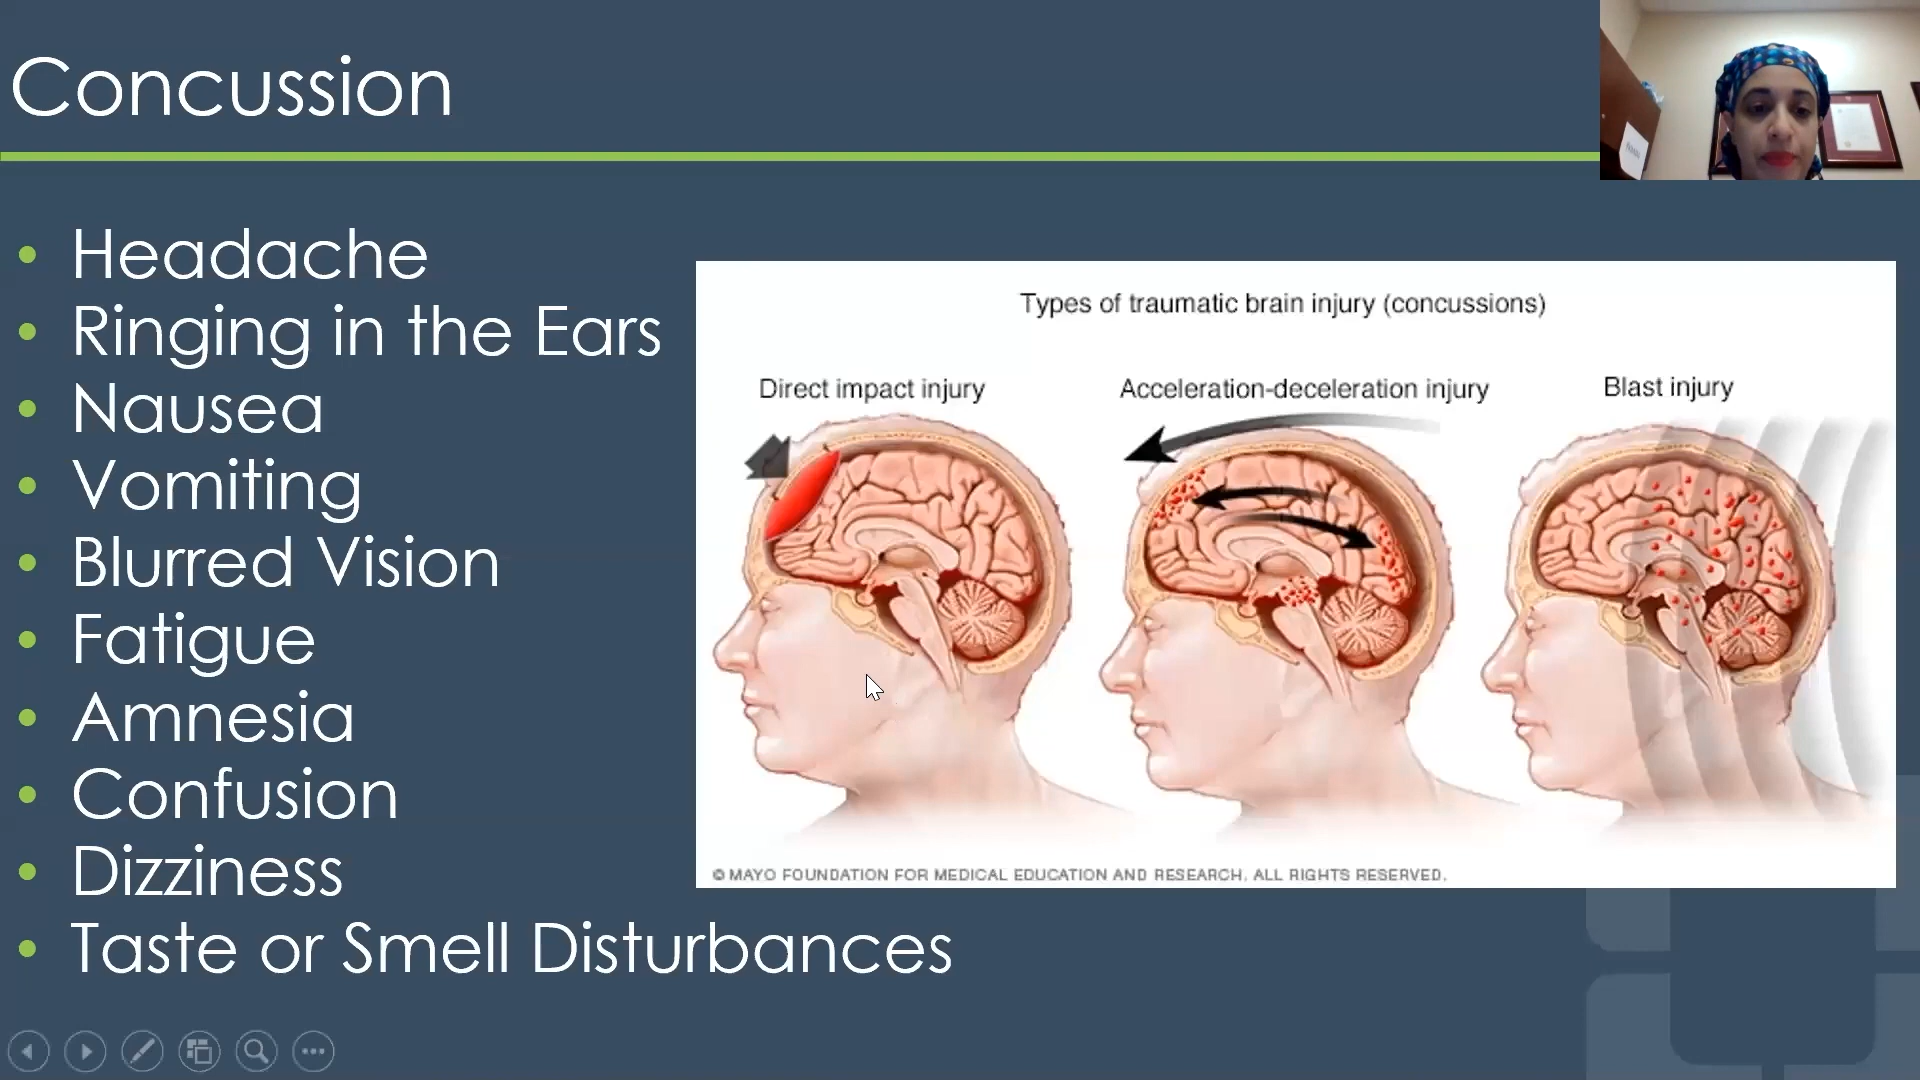 Concussion
Headache
Ringing in the Ears
Nausea
Vomiting
Blurred Vision
Fatigue
Amnesia
Confusion
Dizziness
Taste or Smell Disturbances
Types of traumatic brain injury (concussions)
Direct impact injury
Acceleration-deceleration injury
Blast injury
© MAYO FOUNDATION FOR MEDICAL EDUCATION AND RESEARCH. ALL RIGHTS RESERVED.